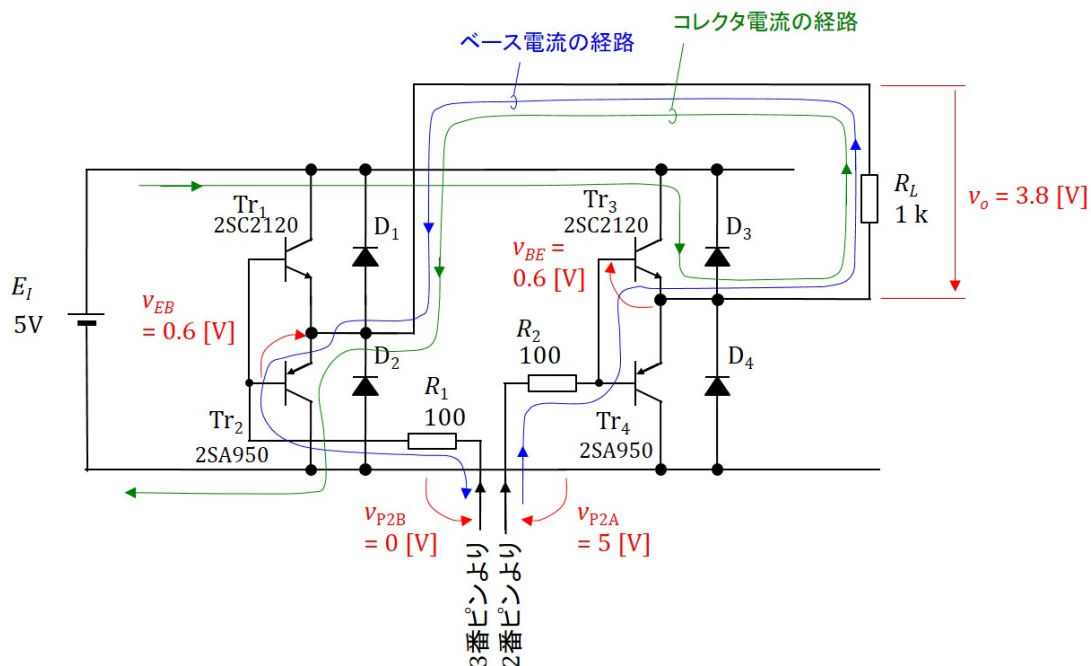 コレクタ電流の経路
ベース電流の経路
Tr1
2SC2120
D1
Tr3
2SC2120
D3
RL
1 k
vo = 3.8 [V]
EI
5V
vEB
= 0.6 [V]
vBE =
0.6 [V]
R2
100
D2
D4
R1
100
Tr2
2SA950
Tr4
2SA950
vP2B
= 0 [V]
vP2A
= 5 [V]
3番ピンより
2番ピンより